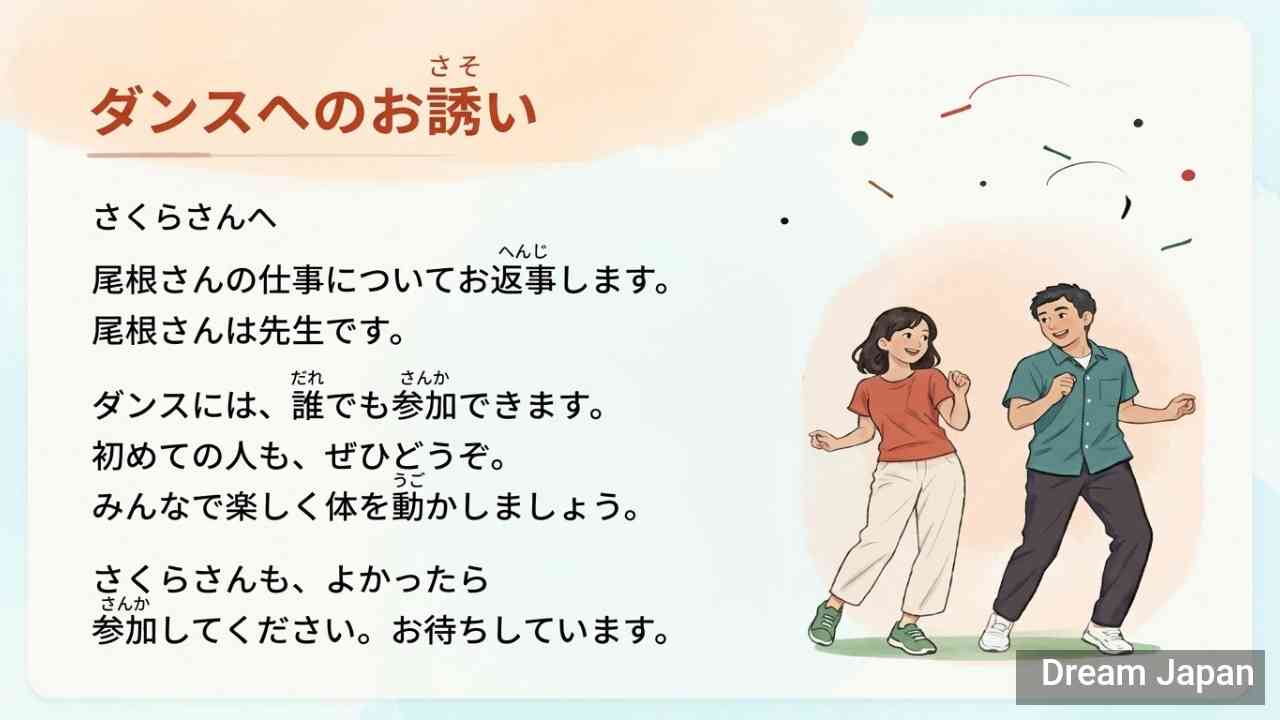 ダンスへのお誘い
さそ
さくらさんへ
尾根さんの仕事についてお返事します。
へんじ
尾根さんは先生です。
ダンスには、誰でも参加できます。
だれ
さんか
初めての人も、ぜひどうぞ。
みんなで楽しく体を動かしましょう。
うご
さくらさんも、よかったら
参加してください。お待ちしています。
さんか
Dream Japan